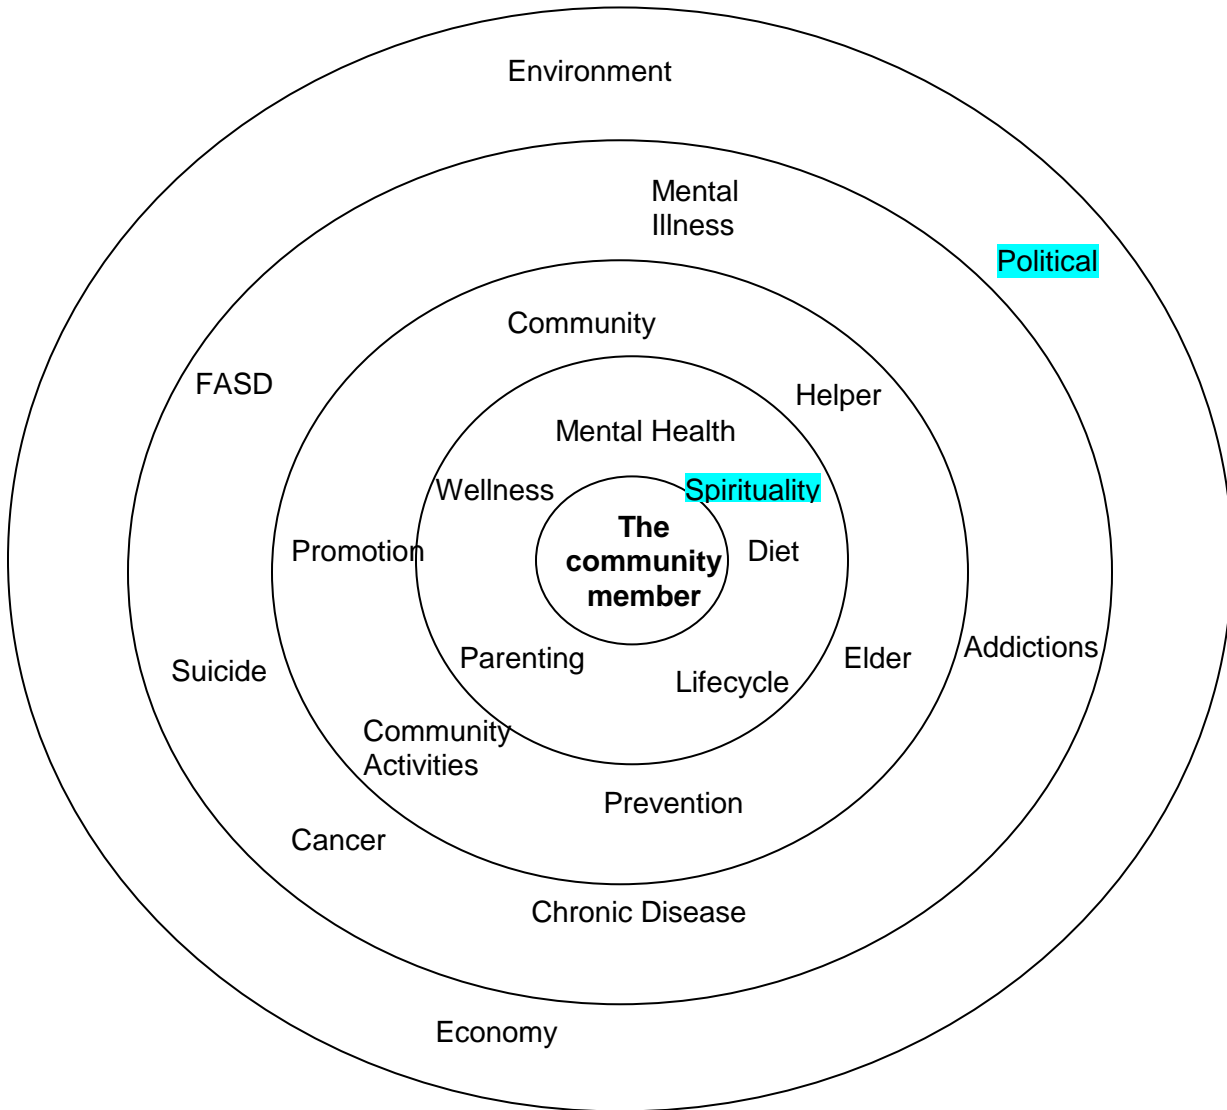 Environment
Mental
Illness
Political
Community
FASD
Helper
Mental Health
Wellness
Spirituality
The
community
member
Promotion
Diet
Parenting
Elder
Addictions
Suicide
Lifecycle
Community
Activities
Prevention
Cancer
Chronic Disease
Economy